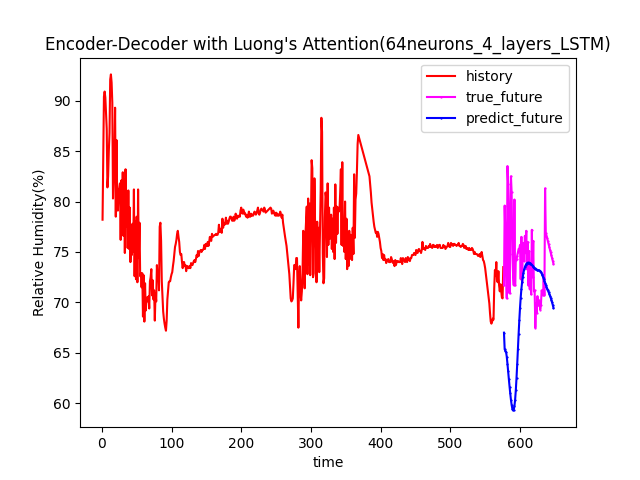 Encoder-Decoder with Luong's Attention(64neurons_4_layers_LSTM)
history
true_future
predict_future
Relative Humidity(%)
90
85
80
75
70
65
60
0 100 200 300 400 500 600
time